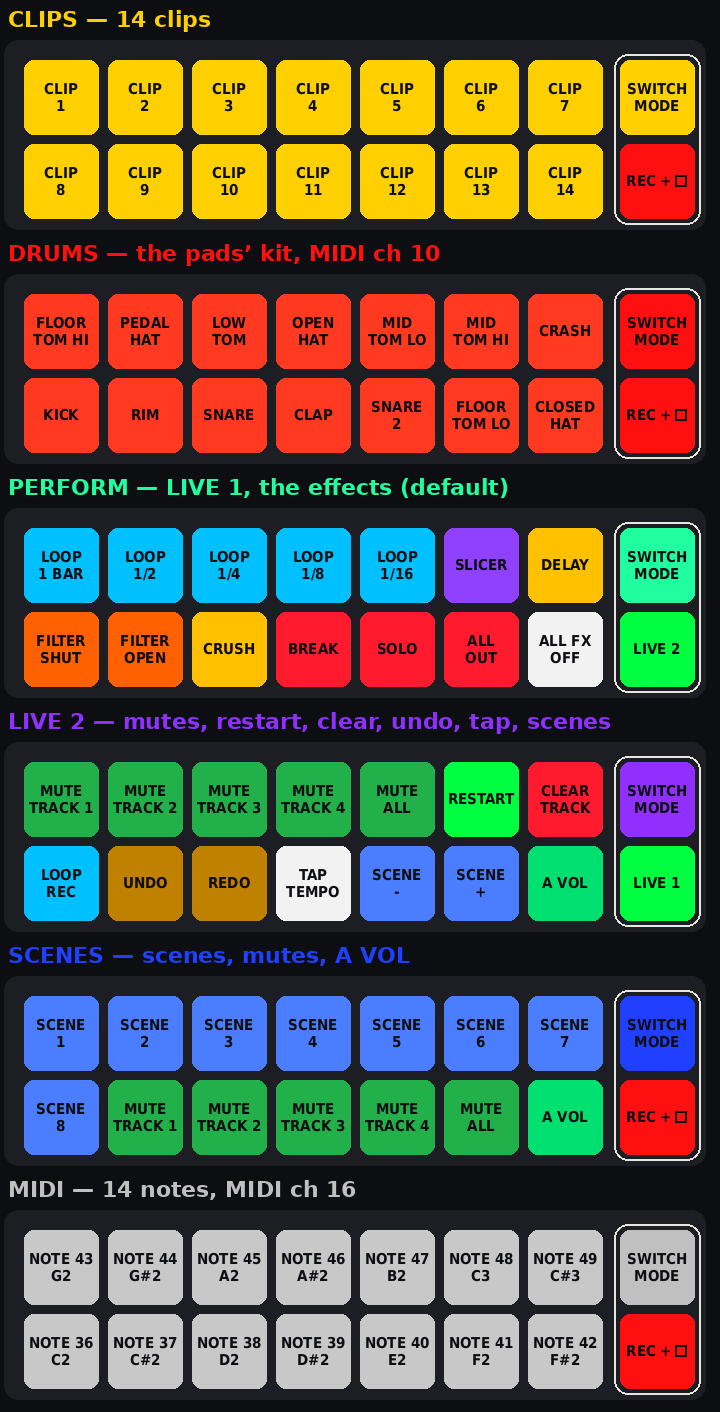 CLIPS — 14 clips
CLIP 1 CLIP 2 CLIP 3 CLIP 4 CLIP 5 CLIP 6 CLIP 7 SWITCH MODE
CLIP 8 CLIP 9 CLIP 10 CLIP 11 CLIP 12 CLIP 13 CLIP 14 REC + □
DRUMS — the pads’ kit, MIDI ch 10
FLOOR TOM HI PEDAL HAT LOW TOM OPEN HAT MID TOM LO MID TOM HI CRASH SWITCH MODE
KICK RIM SNARE CLAP SNARE 2 FLOOR TOM LO CLOSED HAT REC + □
PERFORM — LIVE 1, the effects (default)
LOOP 1 BAR LOOP 1/2 LOOP 1/4 LOOP 1/8 LOOP 1/16 SLICER DELAY SWITCH MODE
FILTER SHUT FILTER OPEN CRUSH BREAK SOLO ALL OUT ALL FX OFF LIVE 2
LIVE 2 — mutes, restart, clear, undo, tap, scenes
MUTE TRACK 1 MUTE TRACK 2 MUTE TRACK 3 MUTE TRACK 4 MUTE ALL RESTART CLEAR TRACK SWITCH MODE
LOOP REC UNDO REDO TAP TEMPO SCENE - SCENE + A VOL LIVE 1
SCENES — scenes, mutes, A VOL
SCENE 1 SCENE 2 SCENE 3 SCENE 4 SCENE 5 SCENE 6 SCENE 7 SWITCH MODE
SCENE 8 MUTE TRACK 1 MUTE TRACK 2 MUTE TRACK 3 MUTE TRACK 4 MUTE ALL A VOL REC + □
MIDI — 14 notes, MIDI ch 16
NOTE 43 G2 NOTE 44 G#2 NOTE 45 A2 NOTE 46 A#2 NOTE 47 B2 NOTE 48 C3 NOTE 49 C#3 SWITCH MODE
NOTE 36 C2 NOTE 37 C#2 NOTE 38 D2 NOTE 39 D#2 NOTE 40 E2 NOTE 41 F2 NOTE 42 F#2 REC + □